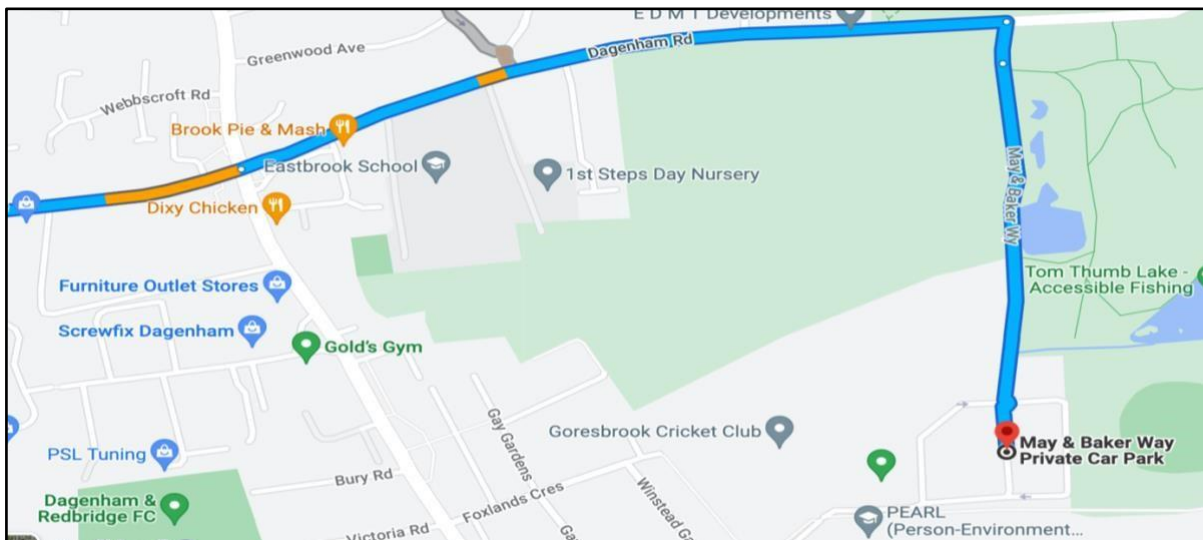 E D M T Developments
Greenwood Ave
Dagenham Rd
Webbscroft Rd
Brook Pie & Mash
Eastbrook School
1st Steps Day Nursery
May & Baker Wy
Dixy Chicken
Tom Thumb Lake -
Accessible Fishing
Furniture Outlet Stores
Screwfix Dagenham
Gold's Gym
Gay Gardens
Goresbrook Cricket Club
May & Baker Way
Private Car Park
PSL Tuning
Bury Rd
Foxlands Cres
Winstead Ga
Dagenham &
Redbridge FC
Victoria Rd
Ga
PEARL
(Person-Environment...